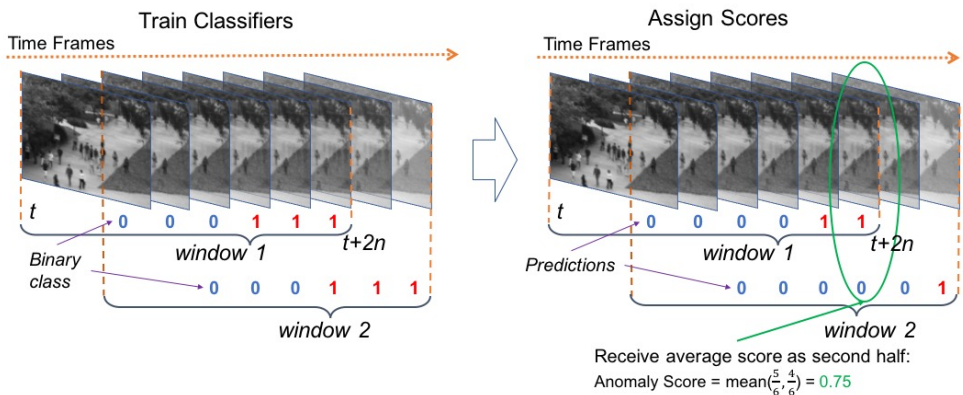 Train Classifiers
Time Frames
t
0 0 0 1 1 1
window 1
t+2n
Binary
class
0 0 0 1 1 1
window 2
Assign Scores
Time Frames
t
0 0 0 0 1 1
window 1
t+2n
Predictions
0 0 0 0 0 1
window 2
Receive average score as second half:
Anomaly Score = mean(5/6, 4/6) = 0.75